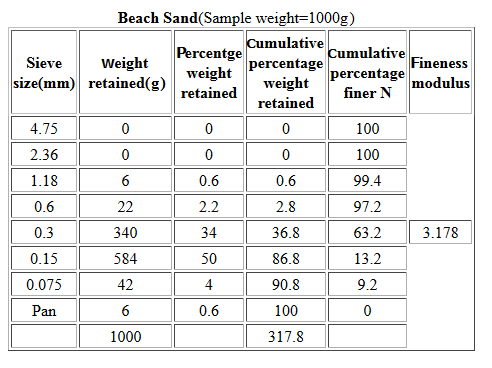 Beach Sand(Sample weight=1000g)
Sieve size(mm) Weight retained(g) Percentge weight retained Cumulative percentage weight retained Cumulative percentage finer N Fineness modulus
4.75 0 0 0 100
2.36 0 0 0 100
1.18 6 0.6 0.6 99.4
0.6 22 2.2 2.8 97.2
0.3 340 34 36.8 63.2 3.178
0.15 584 50 86.8 13.2
0.075 42 4 90.8 9.2
Pan 6 0.6 100 0
1000 317.8